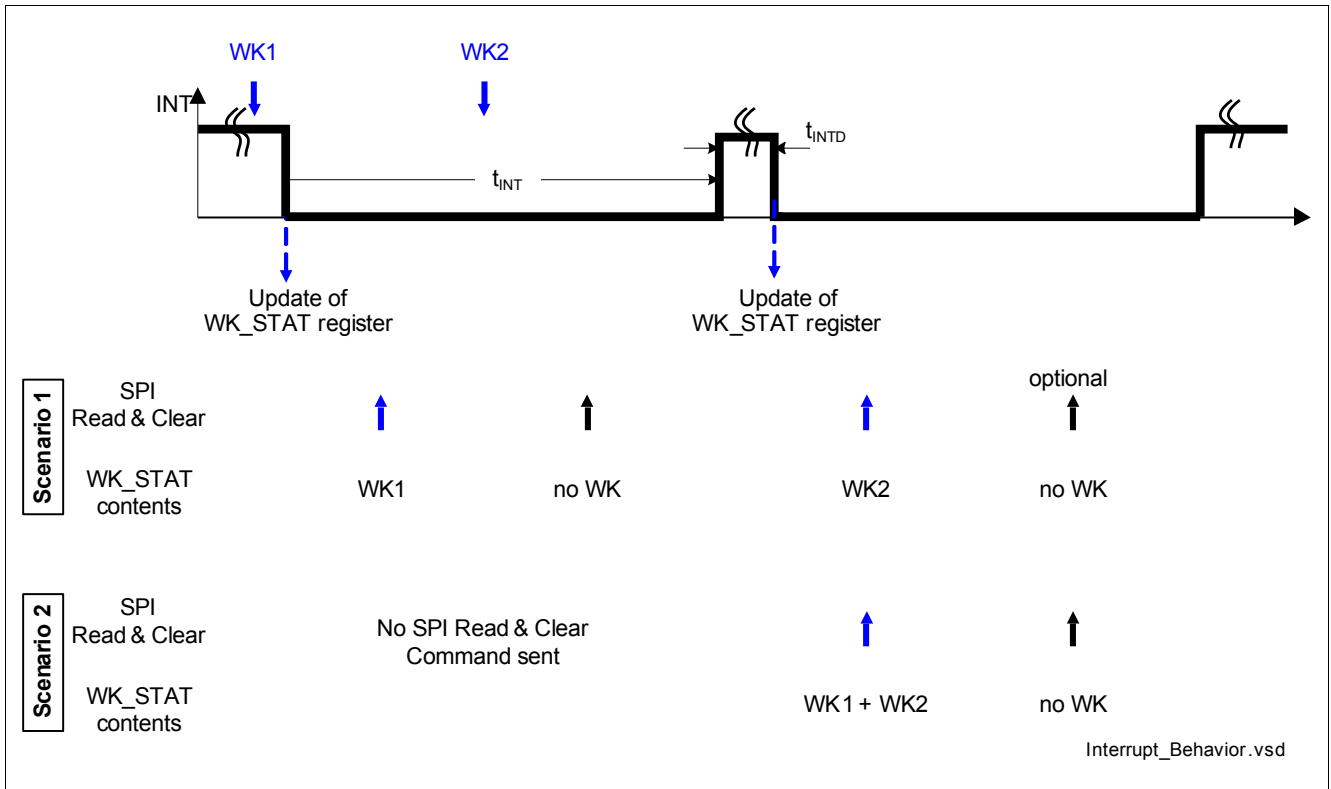 WK1
WK2
INT
tINTD
tINT
Update of
WK_STAT register
Update of
WK_STAT register
Scenario 1
SPI
Read & Clear
optional
WK_STAT
contents
WK1
no WK
WK2
no WK
Scenario 2
SPI
Read & Clear
No SPI Read & Clear
Command sent
WK_STAT
contents
WK1 + WK2
no WK
Interrupt_Behavior.vsd